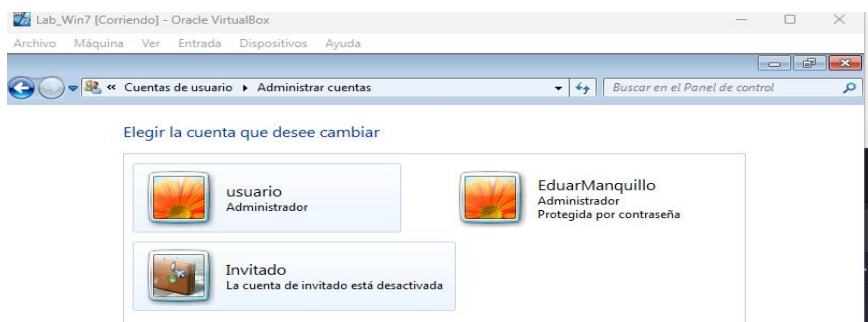 Lab_Win7 [Corriendo] - Oracle VirtualBox
Archivo Máquina Ver Entrada Dispositivos Ayuda
« Cuentas de usuario Administrar cuentas
Buscar en el Panel de control
Elegir la cuenta que desee cambiar
usuario
Administrador
EduarManquillo
Administrador
Protegida por contraseña
Invitado
La cuenta de invitado está desactivada